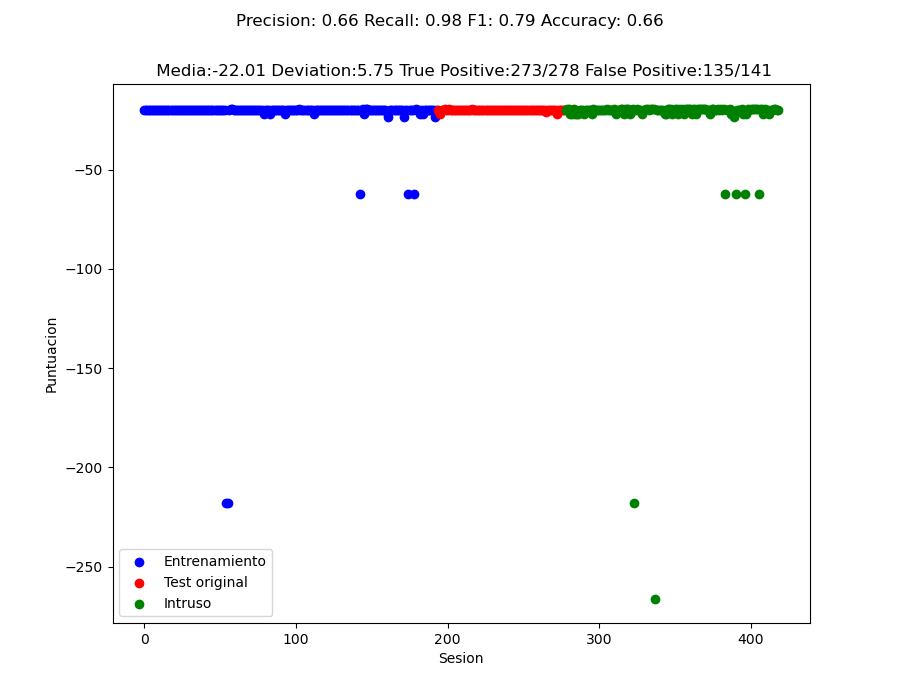 Precision: 0.66 Recall: 0.98 F1: 0.79 Accuracy: 0.66
Media:-22.01 Deviation:5.75 True Positive:273/278 False Positive:135/141
−50
−100
−150
−200
−250
Puntuacion
Entrenamiento
Test original
Intruso
0 100 200 300 400
Sesion